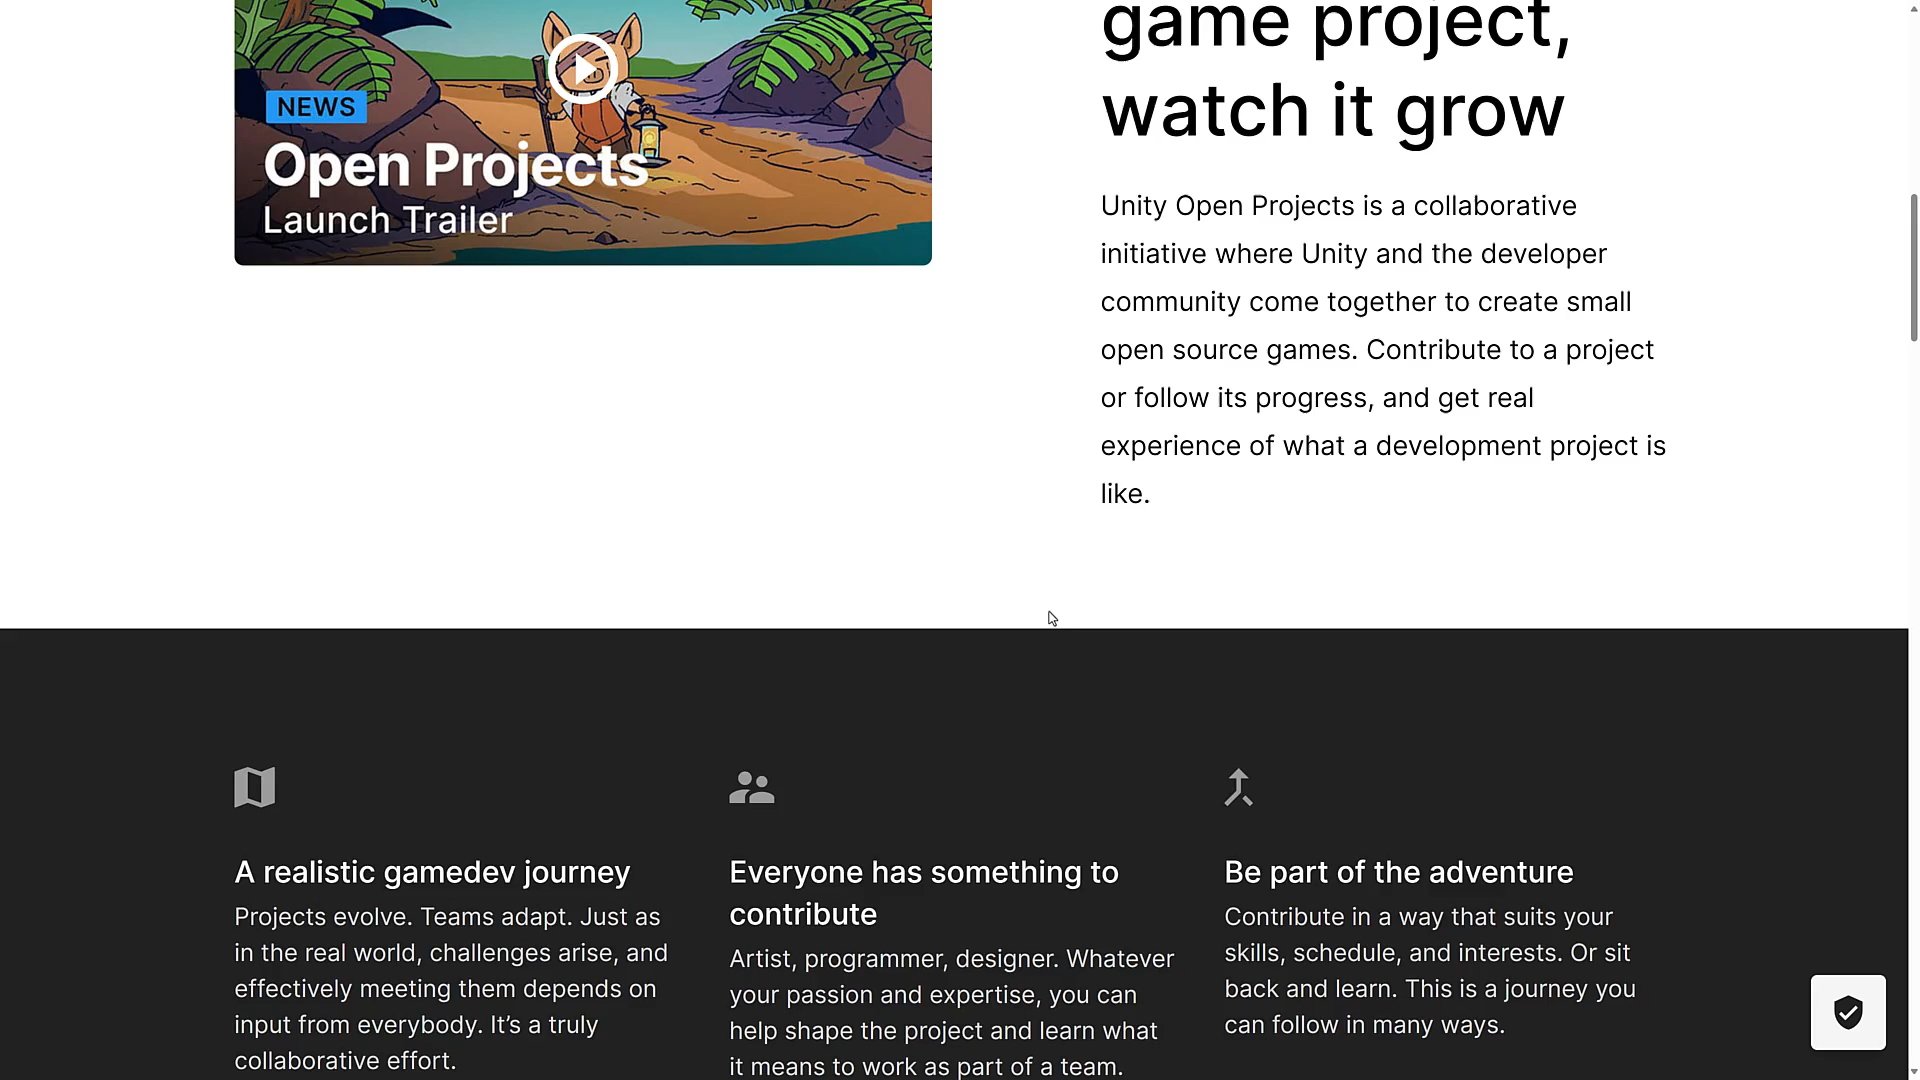 NEWS
Open Projects
Launch Trailer
game project,
watch it grow
Unity Open Projects is a collaborative
initiative where Unity and the developer
community come together to create small
open source games. Contribute to a project
or follow its progress, and get real
experience of what a development project is
like.
A realistic gamedev journey
Projects evolve. Teams adapt. Just as
in the real world, challenges arise, and
effectively meeting them depends on
input from everybody. It’s a truly
collaborative effort.
Everyone has something to
contribute
Artist, programmer, designer. Whatever
your passion and expertise, you can
help shape the project and learn what
it means to work as part of a team.
Be part of the adventure
Contribute in a way that suits your
skills, schedule, and interests. Or sit
back and learn. This is a journey you
can follow in many ways.